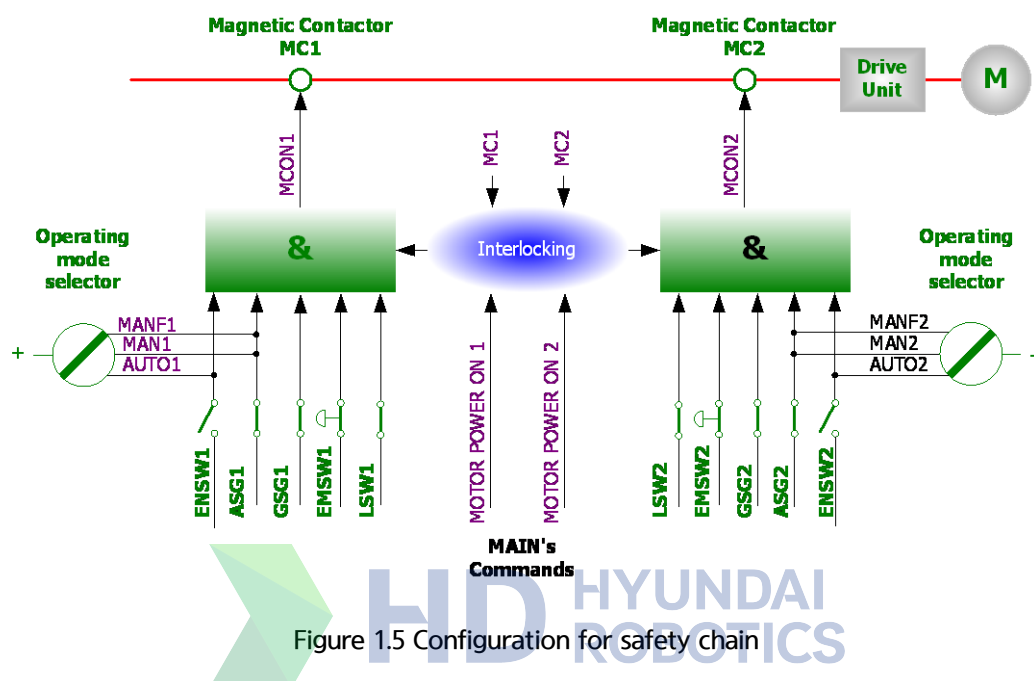 Magnetic Contactor
MC1
Magnetic Contactor
MC2
Drive
Unit
M
MCON1
MC1
MC2
MCON2
Operating
mode
selector
&
Interlocking
&
Operating
mode
selector
+
MANF1
MAN1
AUTO1
MANF2
MAN2
AUTO2
-
ENSW1
ASG1
GSG1
EMSW1
LSW1
MOTOR POWER ON 1
MOTOR POWER ON 2
LSW2
EMSW2
GSG2
ASG2
ENSW2
MAIN's
Commands
HD HYUNDAI
ROBOTICS
Figure 1.5 Configuration for safety chain